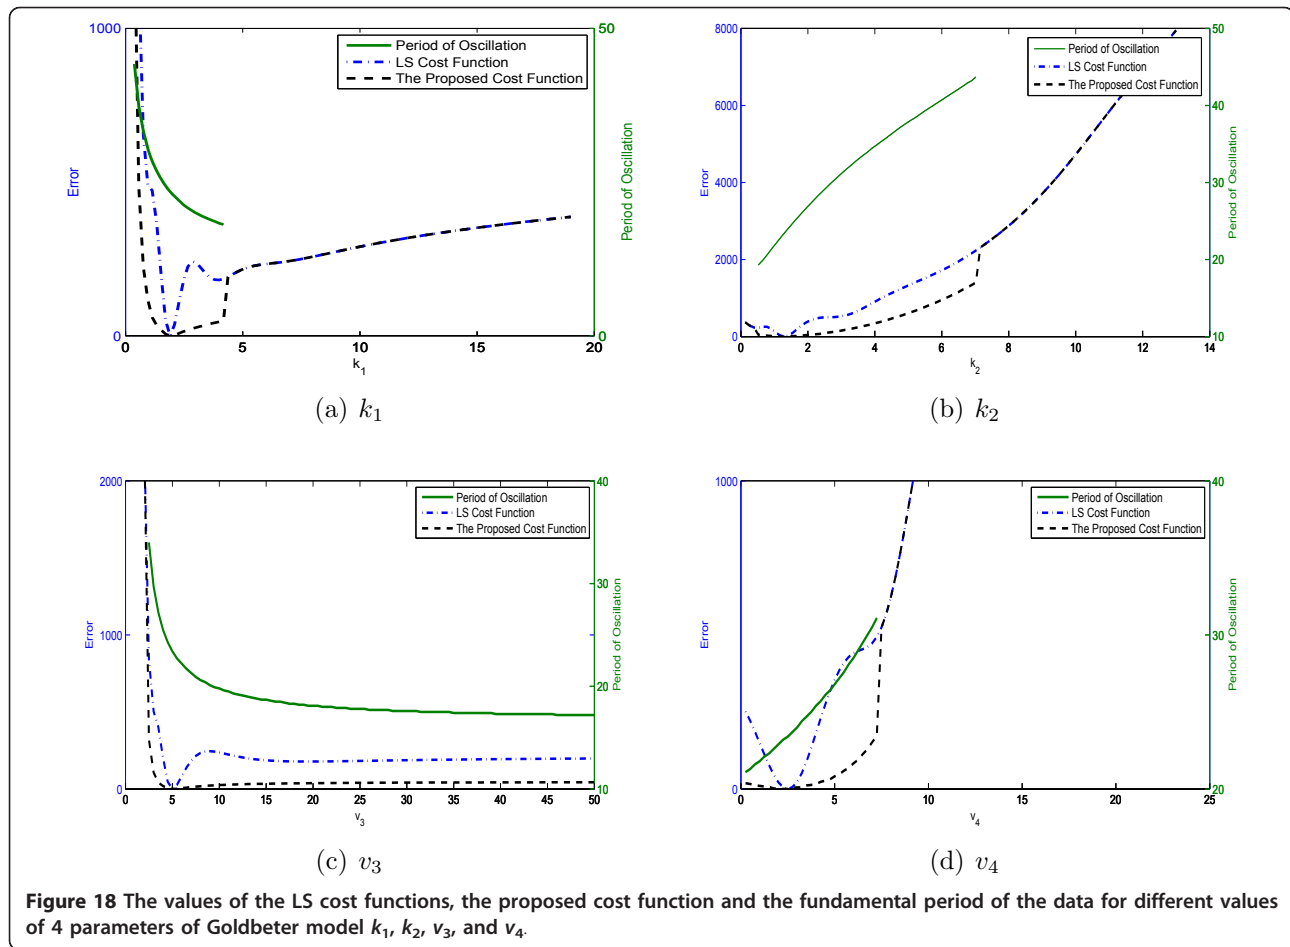 1000
50
Period of Oscillation
LS Cost Function
The Proposed Cost Function
Error
Period of Oscillation
0
0
0 5 10 15 20
k1
(a) k1
8000
6000
4000
3000
2000
1000
0
50
40
30
20
10
Period of Oscillation
LS Cost Function
The Proposed Cost Function
Error
Period of Oscillation
0 2 4 6 8 10 12 14
k2
(b) k2
2000
1000
0
40
30
20
10
Period of Oscillation
LS Cost Function
The Proposed Cost Function
Error
Period of Oscillation
0 5 10 15 20 25 30 35 40 45 50
v3
(c) v3
1000
0
40
30
20
Period of Oscillation
LS Cost Function
The Proposed Cost Function
Error
Period of Oscillation
0 5 10 15 20 25
v4
(d) v4
Figure 18 The values of the LS cost functions, the proposed cost function and the fundamental period of the data for different values
of 4 parameters of Goldbeter model k1, k2, v3, and v4.